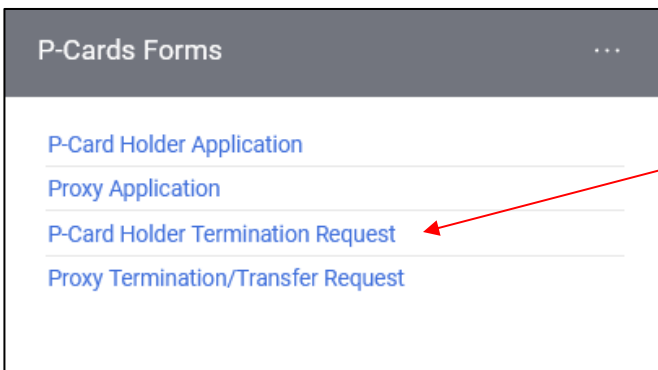 P-Cards Forms ...
P-Card Holder Application
Proxy Application
P-Card Holder Termination Request
Proxy Termination/Transfer Request